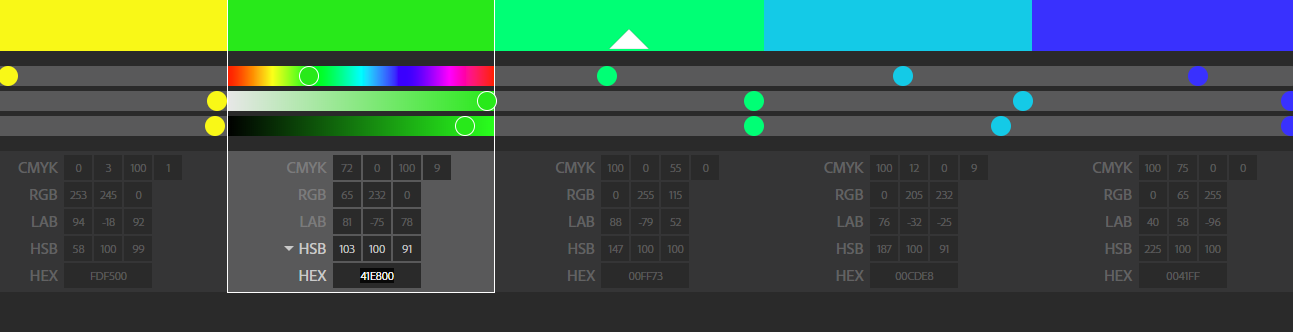 CMYK 0 3 100 1 CMYK 72 0 100 9 CMYK 100 0 55 0 CMYK 100 12 0 9 CMYK 100 75 0 0
RGB 253 245 0 RGB 65 232 0 RGB 0 255 115 RGB 0 205 232 RGB 0 65 255
LAB 94 -18 92 LAB 81 -75 78 LAB 88 -79 52 LAB 76 -32 -25 LAB 40 58 -96
HSB 58 100 99 HSB 103 100 91 HSB 147 100 100 HSB 187 100 91 HSB 225 100 100
HEX FDF500 HEX 41E800 HEX 00FF73 HEX 00CDE8 HEX 0041FF